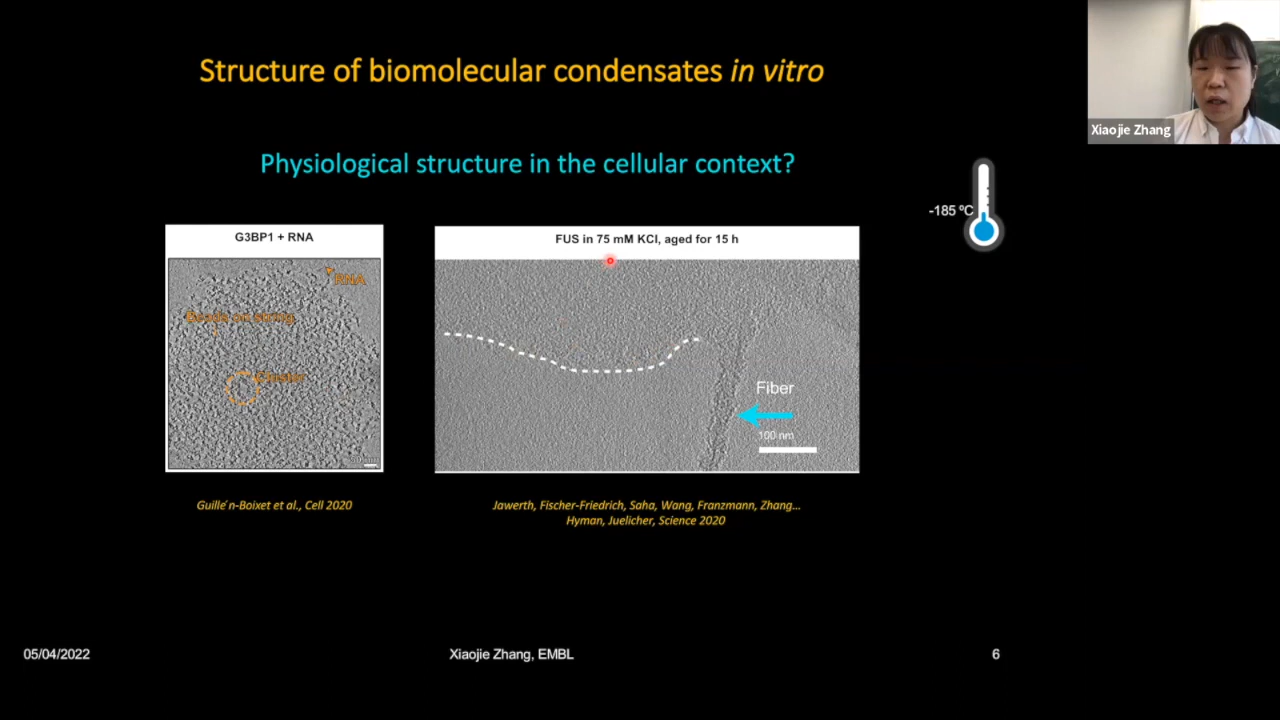 Structure of biomolecular condensates in vitro
Xiaojie Zhang
Physiological structure in the cellular context?
-185 ºC
G3BP1 + RNA
RNA
Beads on string
Cluster
FUS in 75 mM KCl, aged for 15 h
Fiber
100 nm
Guille´n-Boixet et al., Cell 2020
Jawerth, Fischer-Friedrich, Saha, Wang, Franzmann, Zhang...
Hyman, Juelicher, Science 2020
05/04/2022
Xiaojie Zhang, EMBL
6